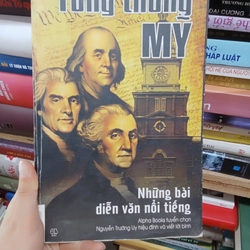 Tổng thống
MỸ
Những bài
diễn văn nổi tiếng
Alpha Books tuyển chọn
Nguyễn Trường Uy hiệu đính và viết lời bình
PHÁP LUẬT